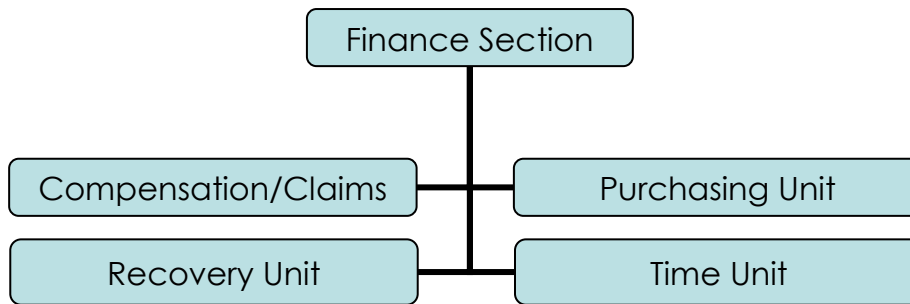 Finance Section
Compensation/Claims
Purchasing Unit
Recovery Unit
Time Unit